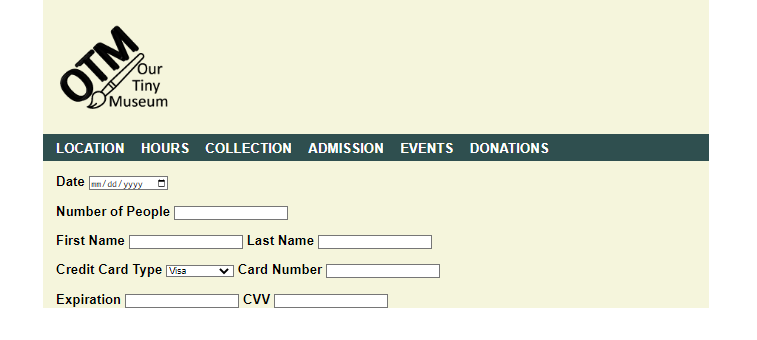 OTM
Our
Tiny
Museum
LOCATION HOURS COLLECTION ADMISSION EVENTS DONATIONS
Date mm/dd/yyyy
Number of People
First Name Last Name
Credit Card Type Visa Card Number
Expiration CVV